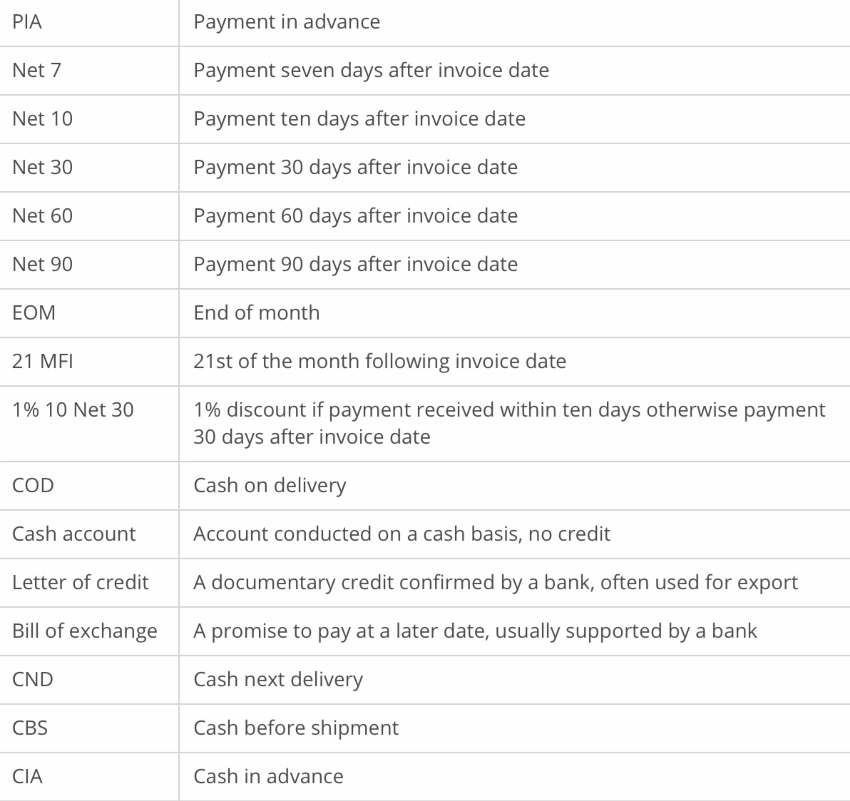 PIA Payment in advance
Net 7 Payment seven days after invoice date
Net 10 Payment ten days after invoice date
Net 30 Payment 30 days after invoice date
Net 60 Payment 60 days after invoice date
Net 90 Payment 90 days after invoice date
EOM End of month
21 MFI 21st of the month following invoice date
1% 10 Net 30 1% discount if payment received within ten days otherwise payment
30 days after invoice date
COD Cash on delivery
Cash account Account conducted on a cash basis, no credit
Letter of credit A documentary credit confirmed by a bank, often used for export
Bill of exchange A promise to pay at a later date, usually supported by a bank
CND Cash next delivery
CBS Cash before shipment
CIA Cash in advance